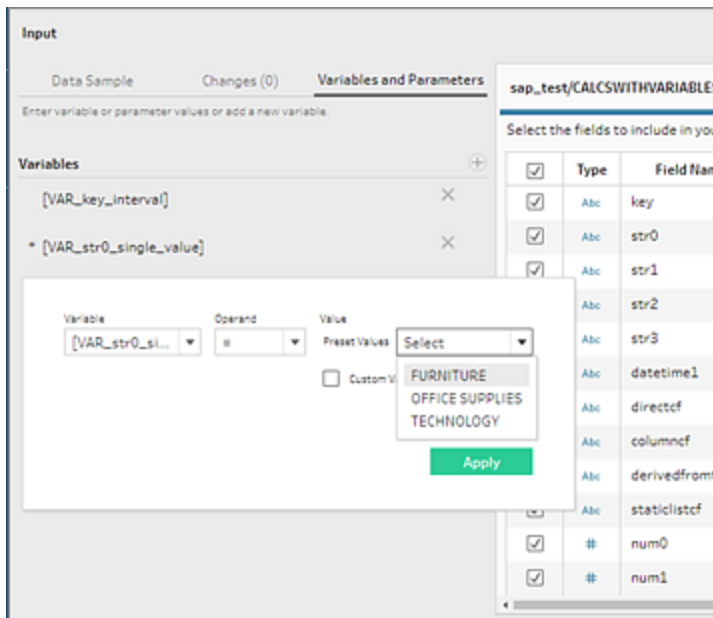 Input
Data Sample Changes (0) Variables and Parameters
Enter variable or parameter values or add a new variable.
Variables
[VAR_key_interval]
* [VAR_str0_single_value]
Variable Operand Value
[VAR_str0_si... = Preset Values Select
Custom V
FURNITURE
OFFICE SUPPLIES
TECHNOLOGY
Apply
sap_test/CALCSWITHVARIABLES
Select the fields to include in you
Type Field Nam
Abc key
Abc str0
Abc str1
Abc str2
Abc str3
Abc datetime1
Abc directcf
Abc columncf
Abc derivedfrom
Abc staticlistcf
# num0
# num1